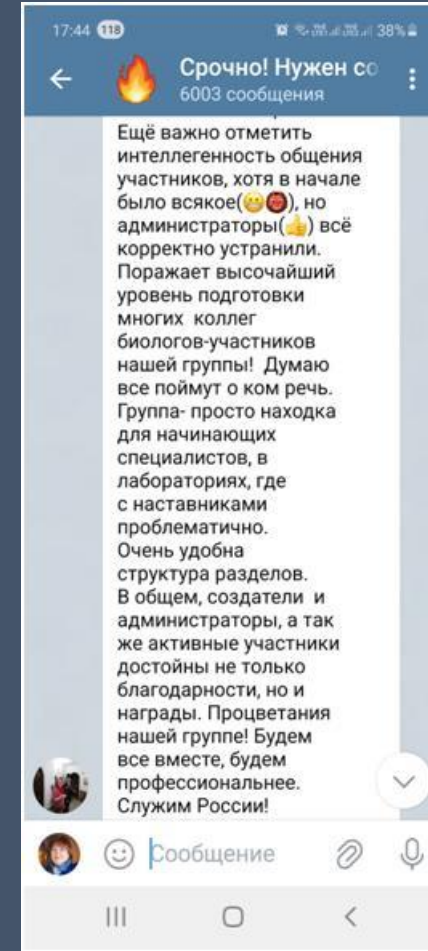 17:44 118 38%
Срочно! Нужен со
6003 сообщения
Ещё важно отметить
интеллегенность общения
участников, хотя в начале
было всякое(😬👹), но
администраторы(👍) всё
корректно устранили.
Поражает высочайший
уровень подготовки
многих коллег
биологов-участников
нашей группы! Думаю
все поймут о ком речь.
Группа- просто находка
для начинающих
специалистов, в
лабораториях, где
с наставниками
проблематично.
Очень удобна
структура разделов.
В общем, создатели и
администраторы, а так
же активные участники
достойны не только
благодарности, но и
награды. Процветания
нашей группе! Будем
все вместе, будем
профессиональнее.
Служим России!
Сообщение